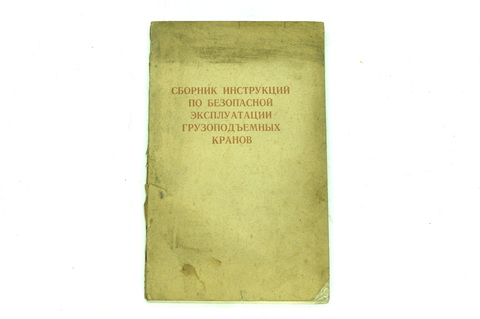 СБОРНИК ИНСТРУКЦИЙ
ПО БЕЗОПАСНОЙ
ЭКСПЛУАТАЦИИ
ГРУЗОПОДЪЕМНЫХ
КРАНОВ